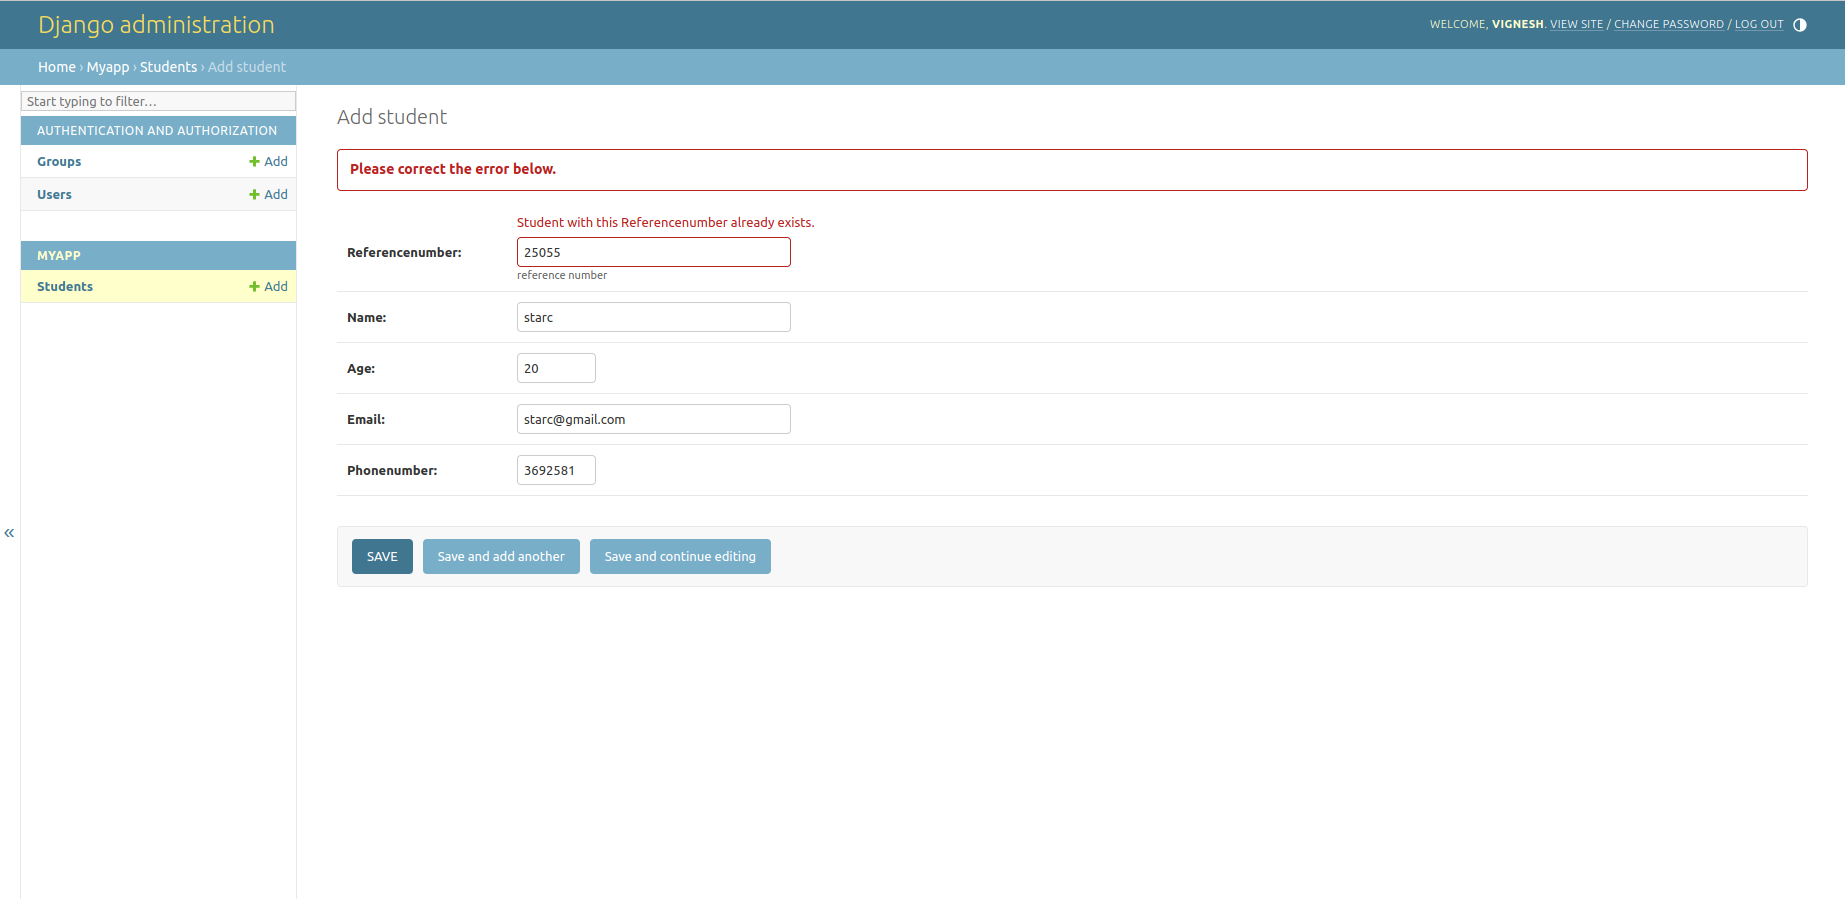 Django administration
WELCOME, VIGNESH. VIEW SITE / CHANGE PASSWORD / LOG OUT
Home › Myapp › Students › Add student
Start typing to filter…
AUTHENTICATION AND AUTHORIZATION
Groups + Add
Users + Add
MYAPP
Students + Add
«
Add student
Please correct the error below.
Student with this Referencenumber already exists.
Referencenumber: 25055
reference number
Name: starc
Age: 20
Email: starc@gmail.com
Phonenumber: 3692581
SAVE Save and add another Save and continue editing